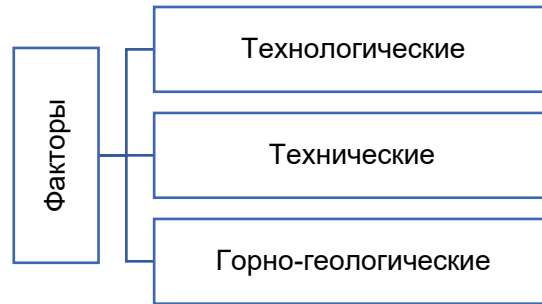 Факторы
Технологические
Технические
Горно-геологические